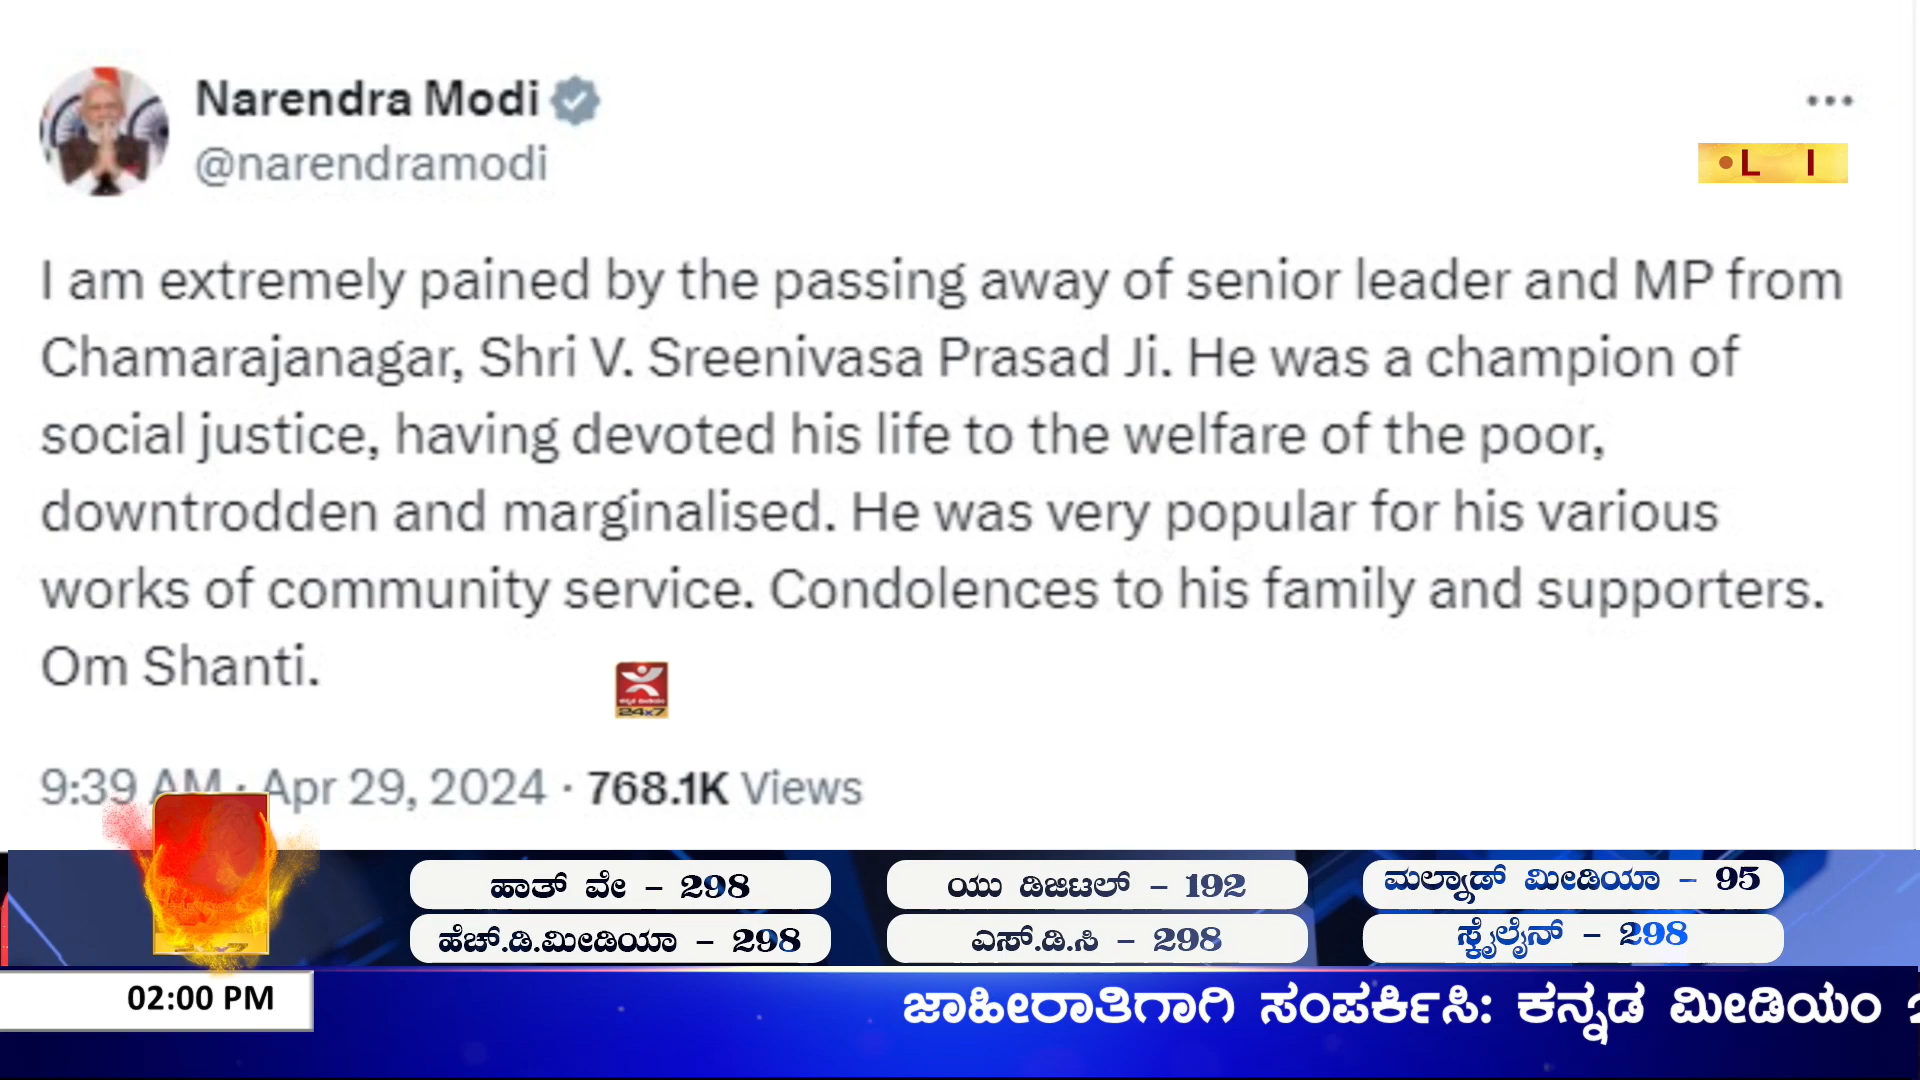 Narendra Modi
@narendramodi
L I
I am extremely pained by the passing away of senior leader and MP from
Chamarajanagar, Shri V. Sreenivasa Prasad Ji. He was a champion of
social justice, having devoted his life to the welfare of the poor,
downtrodden and marginalised. He was very popular for his various
works of community service. Condolences to his family and supporters.
Om Shanti.
24x7
9:39 AM · Apr 29, 2024 · 768.1K Views
ಹಾತ್ ವೇ - 298
ಯು ಡಿಜಿಟಲ್ - 192
ಮಲ್ನಾಡ್ ಮೀಡಿಯಾ - 95
ಹೆಚ್.ಡಿ.ಮೀಡಿಯಾ - 298
ಎಸ್.ಡಿ.ಸಿ - 298
ಸ್ಕೈಲೈನ್ - 298
02:00 PM
ಜಾಹೀರಾತಿಗಾಗಿ ಸಂಪರ್ಕಿಸಿ: ಕನ್ನಡ ಮೀಡಿಯಂ